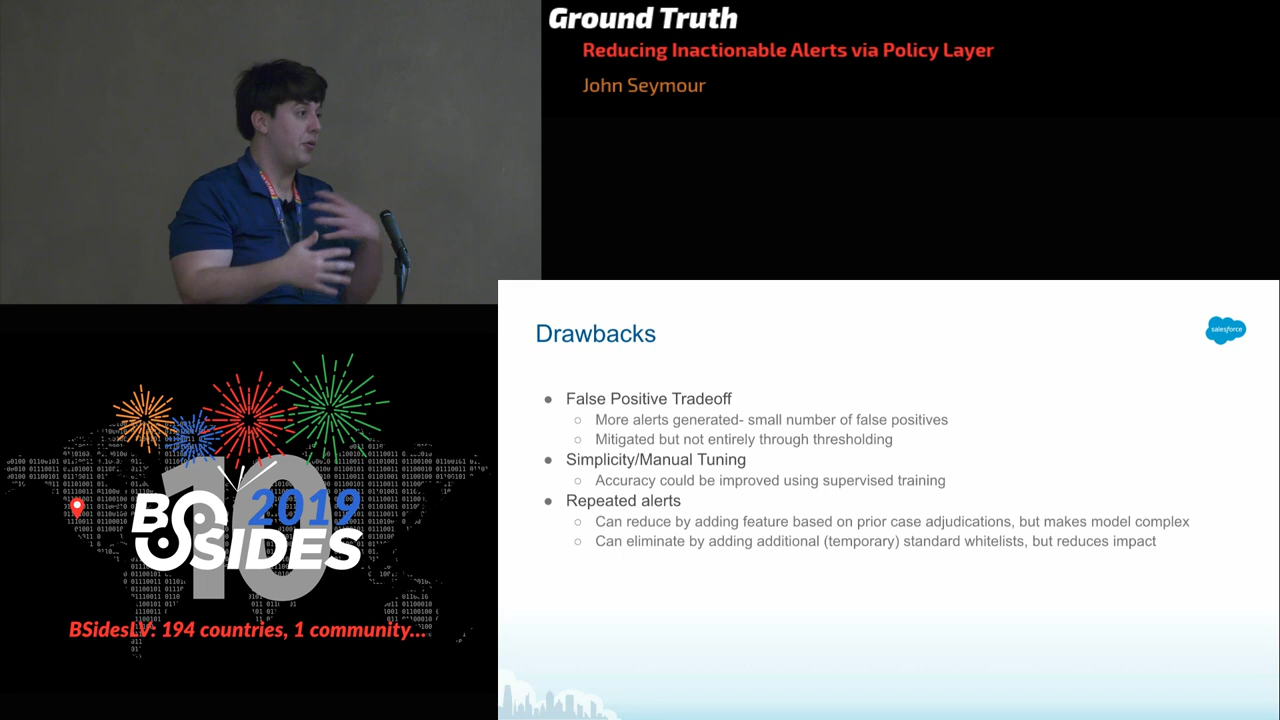 Ground Truth
Reducing Inactionable Alerts via Policy Layer
John Seymour
Drawbacks
salesforce
● False Positive Tradeoff
○ More alerts generated- small number of false positives
○ Mitigated but not entirely through thresholding
● Simplicity/Manual Tuning
○ Accuracy could be improved using supervised training
● Repeated alerts
○ Can reduce by adding feature based on prior case adjudications, but makes model complex
○ Can eliminate by adding additional (temporary) standard whitelists, but reduces impact
10
2019
BSIDES
BSidesLV: 194 countries, 1 community...